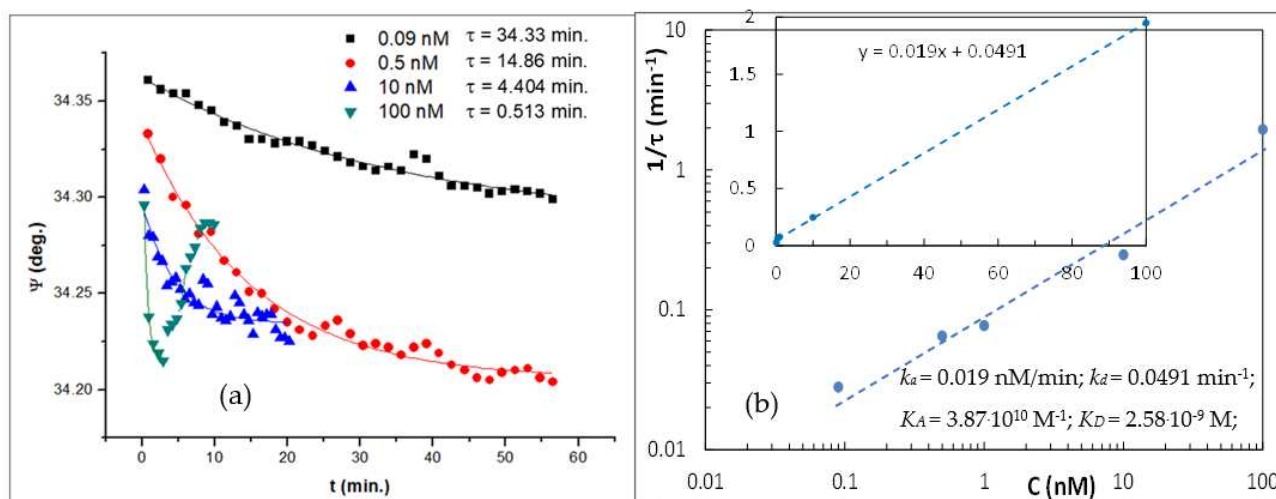 0.09 nM τ = 34.33 min.
0.5 nM τ = 14.86 min.
10 nM τ = 4.404 min.
100 nM τ = 0.513 min.
34.35
34.30
34.25
34.20
Ψ (deg.)
(a)
0 10 20 30 40 50 60
t (min.)
2
1.5
1
0.5
0
y = 0.019x + 0.0491
0 20 40 60 80 100
10
1
0.1
0.01
1/τ (min⁻¹)
(b)
kₐ = 0.019 nM/min; k𝑑 = 0.0491 min⁻¹;
K𝐴 = 3.87·10¹⁰ M⁻¹; K𝐷 = 2.58·10⁻⁹ M;
0.01 0.1 1 10 100
C (nM)